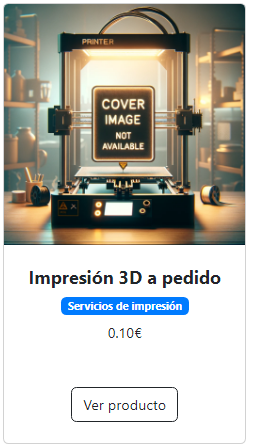 PRINTER
COVER
IMAGE
NOT
AVAILABLE
Impresión 3D a pedido
Servicios de impresión
0.10€
Ver producto